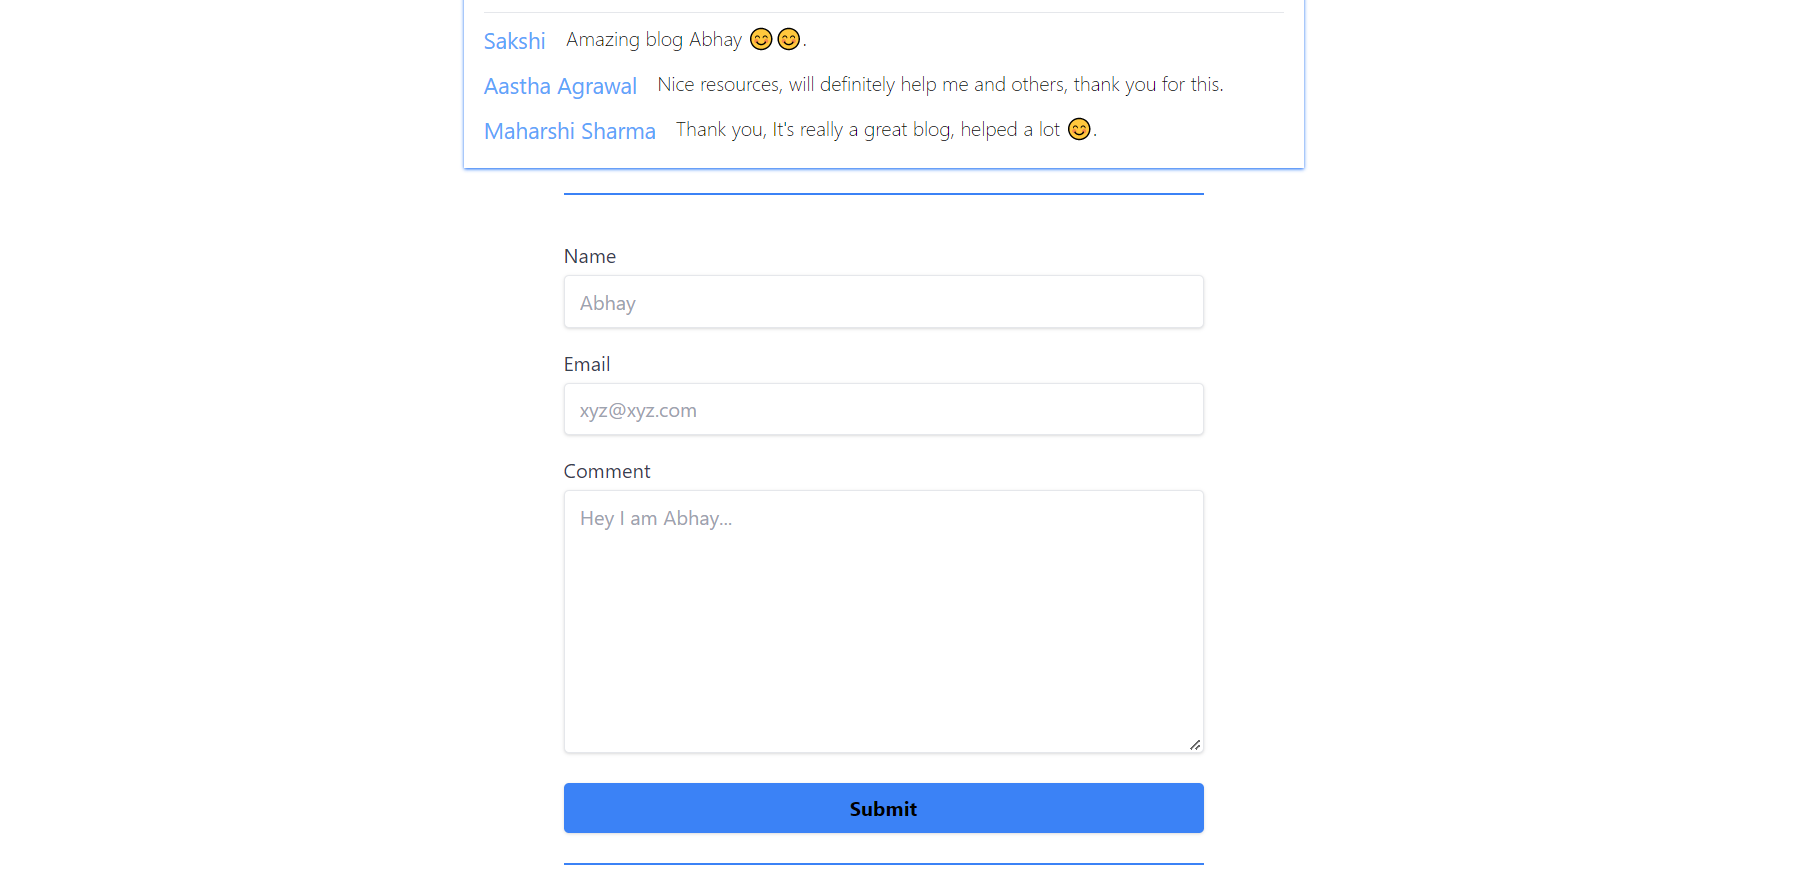 Sakshi Amazing blog Abhay 😊😊.
Aastha Agrawal Nice resources, will definitely help me and others, thank you for this.
Maharshi Sharma Thank you, It's really a great blog, helped a lot 😊.
Name
Abhay
Email
xyz@xyz.com
Comment
Hey I am Abhay...
Submit